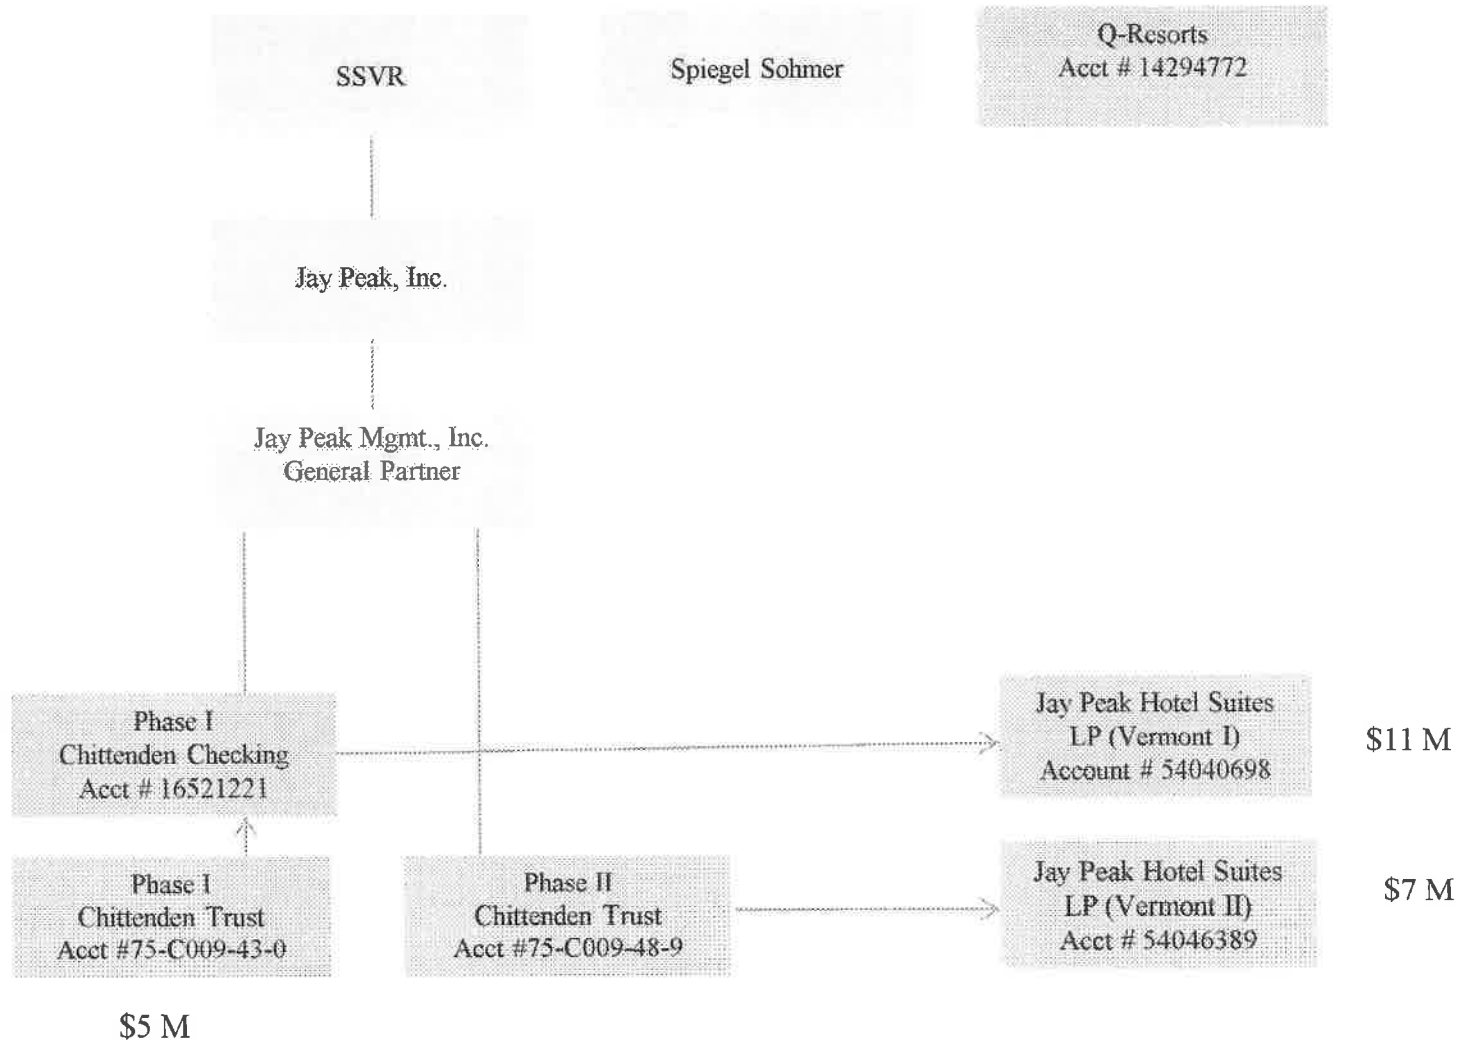 SSVR
Spiegel Sohmer
Q-Resorts
Acct # 14294772
Jay Peak, Inc.
Jay Peak Mgmt., Inc.
General Partner
Phase I
Chittenden Checking
Acct # 16521221
Jay Peak Hotel Suites
LP (Vermont I)
Account # 54040698
$11 M
Phase I
Chittenden Trust
Acct #75-C009-43-0
Phase II
Chittenden Trust
Acct #75-C009-48-9
Jay Peak Hotel Suites
LP (Vermont II)
Acct # 54046389
$7 M
$5 M